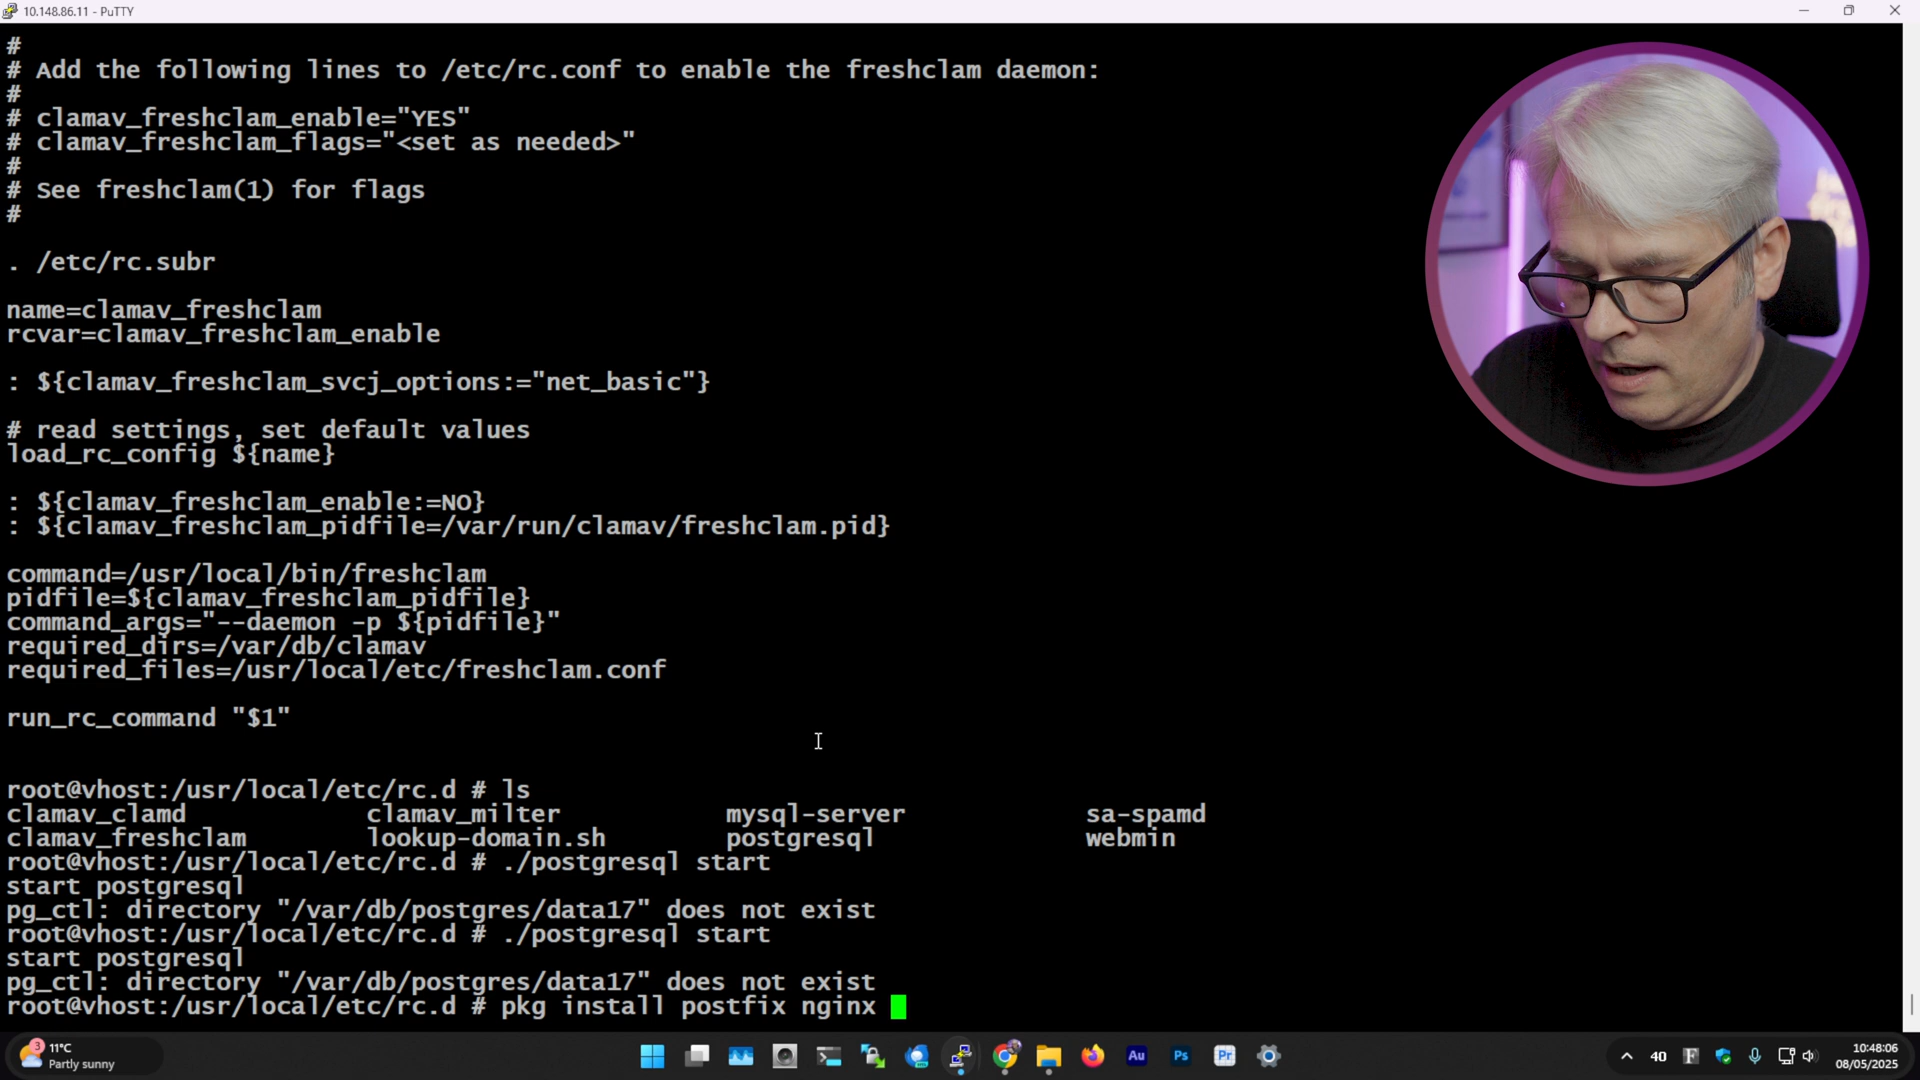 10.148.86.11 - PuTTY
#
# Add the following lines to /etc/rc.conf to enable the freshclam daemon:
#
# clamav_freshclam_enable="YES"
# clamav_freshclam_flags="<set as needed>"
#
# See freshclam(1) for flags
#
. /etc/rc.subr
name=clamav_freshclam
rcvar=clamav_freshclam_enable
: ${clamav_freshclam_svcj_options:="net_basic"}
# read settings, set default values
load_rc_config ${name}
: ${clamav_freshclam_enable:=NO}
: ${clamav_freshclam_pidfile=/var/run/clamav/freshclam.pid}
command=/usr/local/bin/freshclam
pidfile=${clamav_freshclam_pidfile}
command_args="--daemon -p ${pidfile}"
required_dirs=/var/db/clamav
required_files=/usr/local/etc/freshclam.conf
run_rc_command "$1"
root@vhost:/usr/local/etc/rc.d # ls
clamav_clamd clamav_milter mysql-server sa-spamd
clamav_freshclam lookup-domain.sh postgresql webmin
root@vhost:/usr/local/etc/rc.d # ./postgresql start
start postgresql
pg_ctl: directory "/var/db/postgres/data17" does not exist
root@vhost:/usr/local/etc/rc.d # ./postgresql start
start postgresql
pg_ctl: directory "/var/db/postgres/data17" does not exist
root@vhost:/usr/local/etc/rc.d # pkg install postfix nginx
3
11°C
Partly sunny
Au
Ps
Pr
40
F
10:48:06
08/05/2025